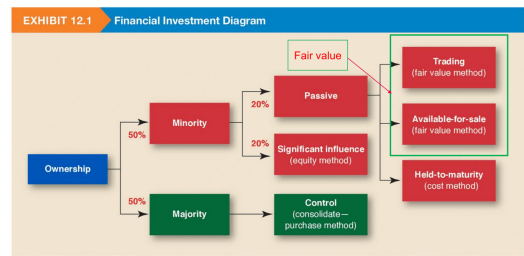 EXHIBIT 12.1 Financial Investment Diagram
Fair value
Trading
(fair value method)
20%
Passive
Minority
50%
Available-for-sale
(fair value method)
20%
Significant influence
(equity method)
Ownership
Held-to-maturity
(cost method)
50%
Majority
Control
(consolidate—
purchase method)